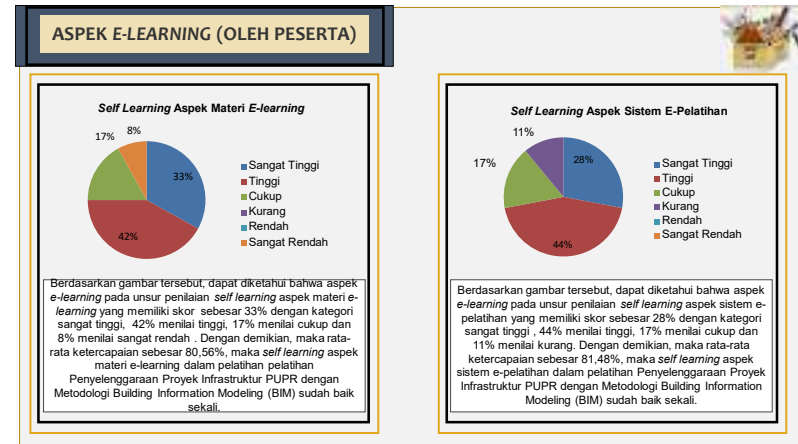 ASPEK E-LEARNING (OLEH PESERTA)
Self Learning Aspek Materi E-learning
8%
17%
33%
42%
Sangat Tinggi
Tinggi
Cukup
Kurang
Rendah
Sangat Rendah
Berdasarkan gambar tersebut, dapat diketahui bahwa aspek
e-learning pada unsur penilaian self learning aspek materi e-
learning yang memiliki skor sebesar 33% dengan kategori
sangat tinggi, 42% menilai tinggi, 17% menilai cukup dan
8% menilai sangat rendah . Dengan demikian, maka rata-
rata ketercapaian sebesar 80,56%, maka self learning aspek
materi e-learning dalam pelatihan pelatihan
Penyelenggaraan Proyek Infrastruktur PUPR dengan
Metodologi Building Information Modeling (BIM) sudah baik
sekali.
Self Learning Aspek Sistem E-Pelatihan
11%
17%
28%
44%
Sangat Tinggi
Tinggi
Cukup
Kurang
Rendah
Sangat Rendah
Berdasarkan gambar tersebut, dapat diketahui bahwa aspek
e-learning pada unsur penilaian self learning aspek sistem e-
pelatihan yang memiliki skor sebesar 28% dengan kategori
sangat tinggi , 44% menilai tinggi, 17% menilai cukup dan
11% menilai kurang. Dengan demikian, maka rata-rata
ketercapaian sebesar 81,48%, maka self learning aspek
sistem e-pelatihan dalam pelatihan Penyelenggaraan Proyek
Infrastruktur PUPR dengan Metodologi Building Information
Modeling (BIM) sudah baik sekali.